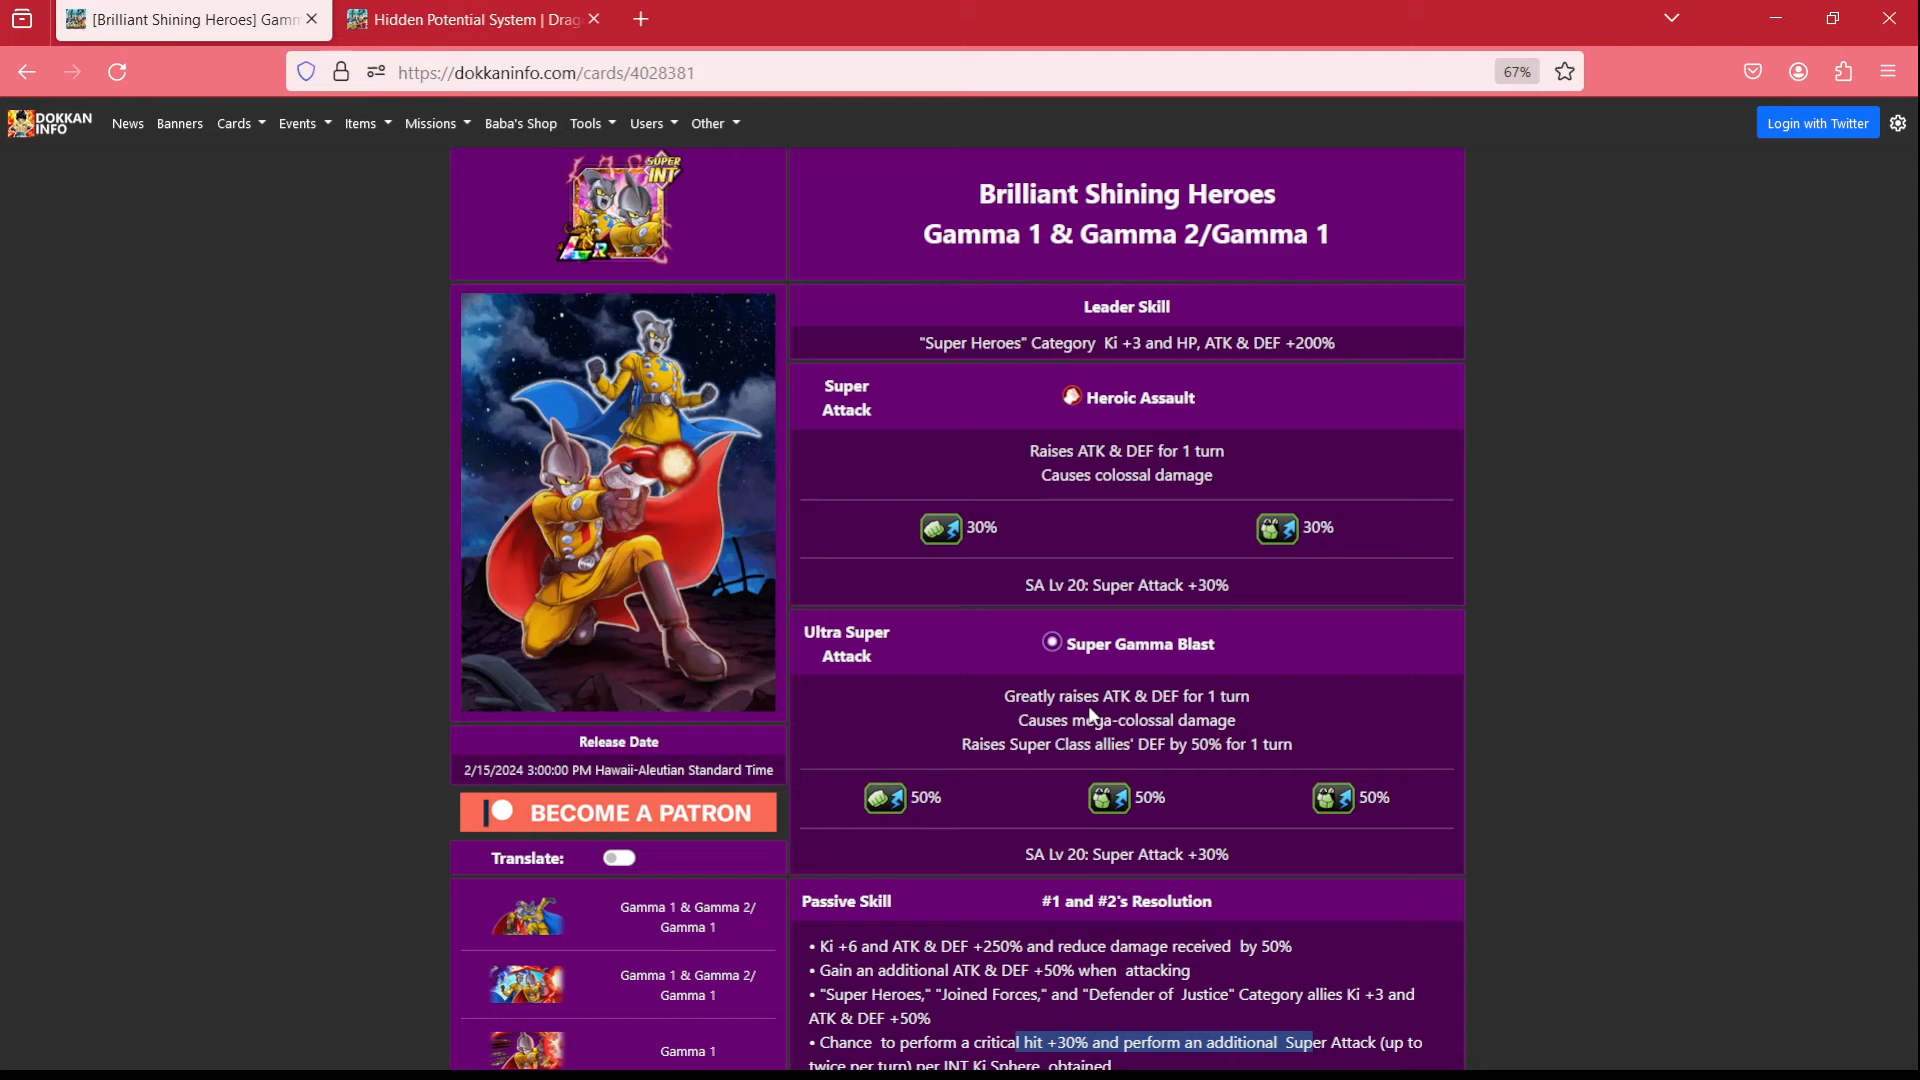 [Brilliant Shining Heroes] Gamm
Hidden Potential System | Drag
https://dokkaninfo.com/cards/4028381
67%
DOKKAN
INFO
News
Banners
Cards
Events
Items
Missions
Baba's Shop
Tools
Users
Other
Login with Twitter
SUPER
INT
LR
Brilliant Shining Heroes
Gamma 1 & Gamma 2/Gamma 1
Leader Skill
"Super Heroes" Category Ki +3 and HP, ATK & DEF +200%
Super
Attack
Heroic Assault
Raises ATK & DEF for 1 turn
Causes colossal damage
30%
30%
SA Lv 20: Super Attack +30%
Ultra Super
Attack
Super Gamma Blast
Greatly raises ATK & DEF for 1 turn
Causes mega-colossal damage
Raises Super Class allies' DEF by 50% for 1 turn
50%
50%
50%
SA Lv 20: Super Attack +30%
Release Date
2/15/2024 3:00:00 PM Hawaii-Aleutian Standard Time
BECOME A PATRON
Translate:
Gamma 1 & Gamma 2/
Gamma 1
Gamma 1 & Gamma 2/
Gamma 1
Gamma 1
Passive Skill
#1 and #2's Resolution
• Ki +6 and ATK & DEF +250% and reduce damage received by 50%
• Gain an additional ATK & DEF +50% when attacking
• "Super Heroes," "Joined Forces," and "Defender of Justice" Category allies Ki +3 and
ATK & DEF +50%
• Chance to perform a critical hit +30% and perform an additional Super Attack (up to
twice per turn) per INT Ki Sphere obtained